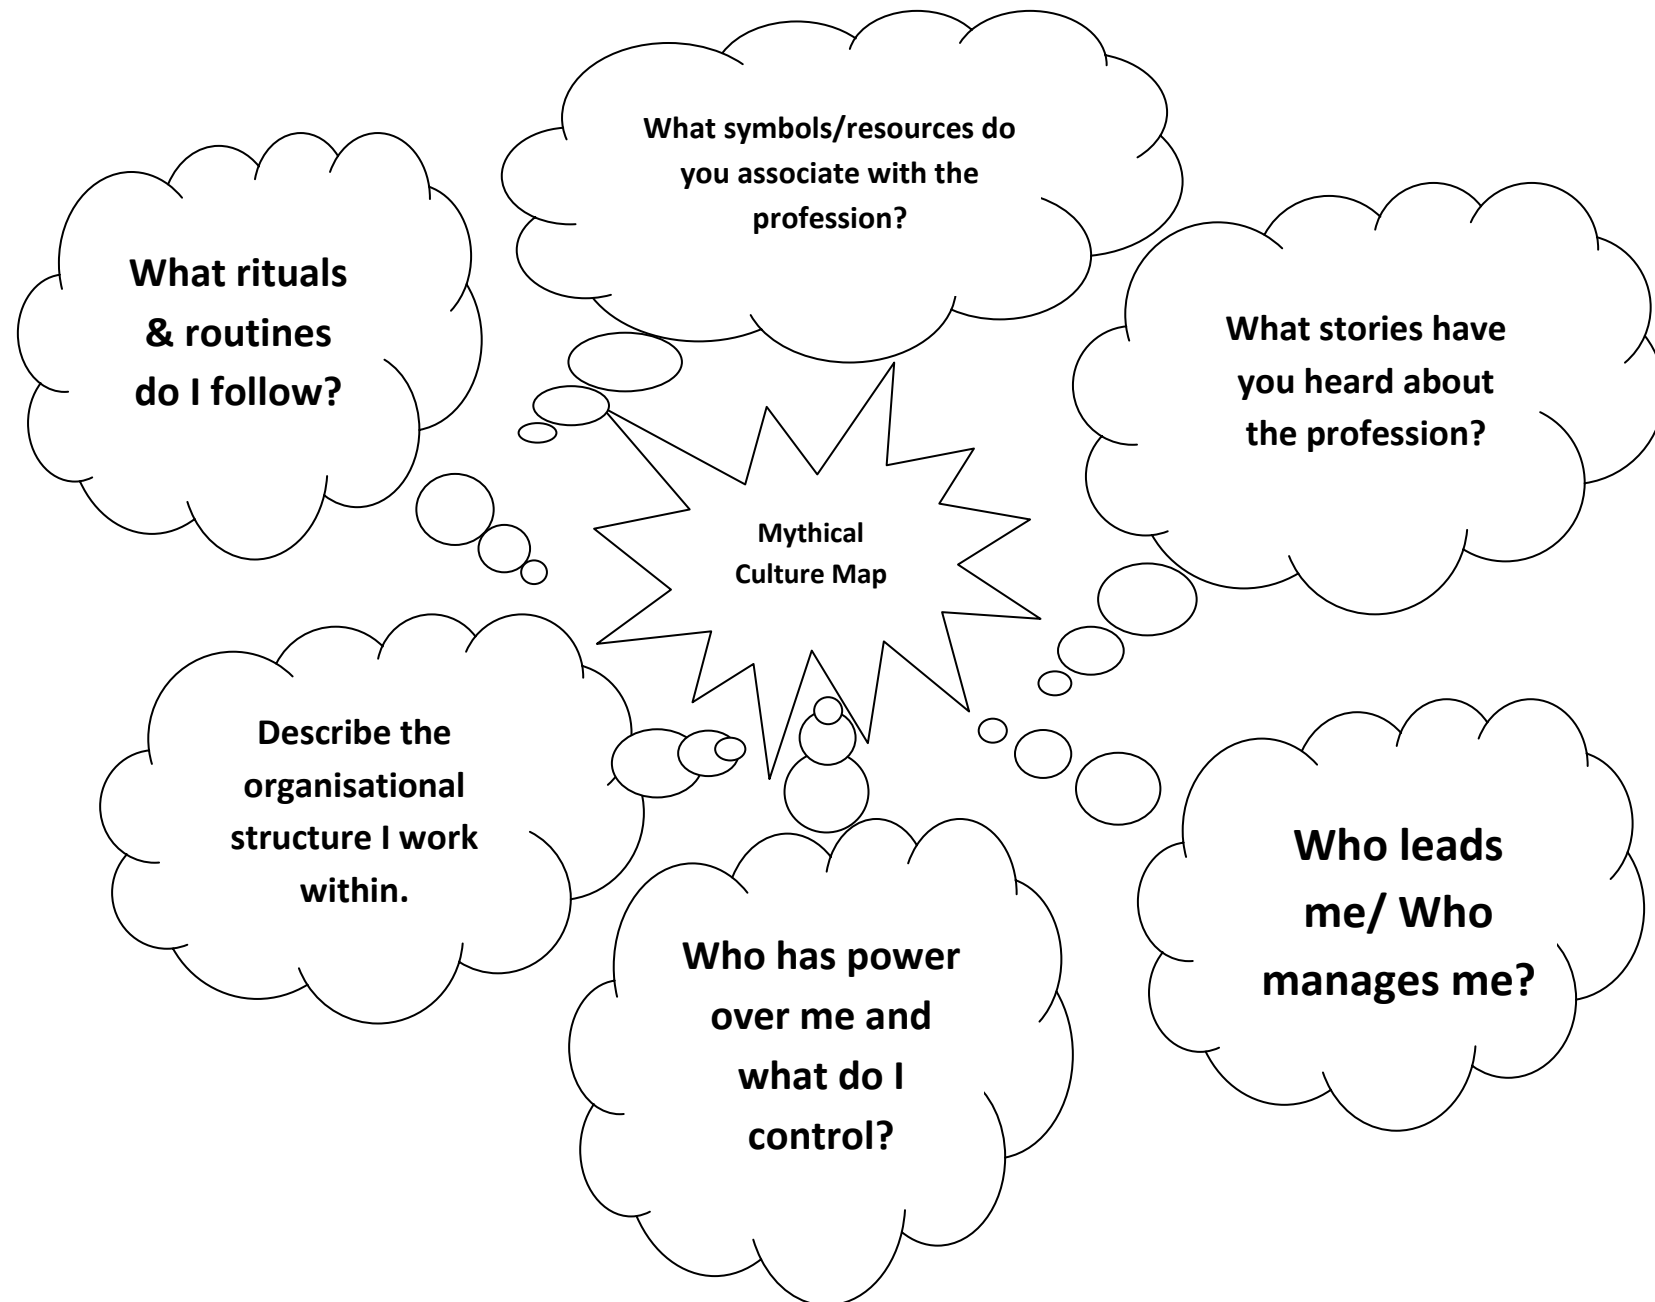 What symbols/resources do
you associate with the
profession?
What rituals
& routines
do I follow?
What stories have
you heard about
the profession?
Mythical
Culture Map
Describe the
organisational
structure I work
within.
Who has power
over me and
what do I
control?
Who leads
me/ Who
manages me?